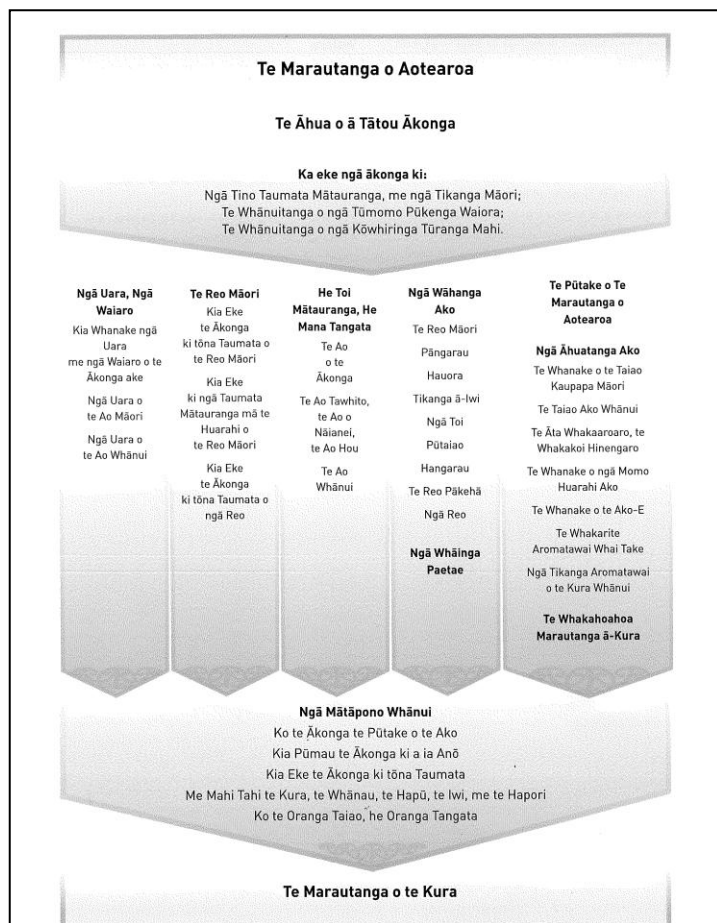 Te Marautanga o Aotearoa
Te Āhua o ā Tātou Ākonga
Ka eke ngā ākonga ki:
Ngā Tino Taumata Mātauranga, me ngā Tikanga Māori;
Te Whānuitanga o ngā Tūmomo Pūkenga Waiora;
Te Whānuitanga o ngā Kōwhiringa Tūranga Mahi.
Ngā Uara, Ngā
Waiaro
Kia Whanake ngā
Uara
me ngā Waiaro o te
Ākonga ake
Ngā Uara o
te Ao Māori
Ngā Uara o
te Ao Whānui
Te Reo Māori
Kia Eke
te Ākonga
ki tōna Taumata o
te Reo Māori
Kia Eke
ki ngā Taumata
Mātauranga mā te
Huarahi o
te Reo Māori
Kia Eke
te Ākonga
ki tōna Taumata o
ngā Reo
He Toi
Mātauranga, He
Mana Tangata
Te Ao
o te
Ākonga
Te Ao Tawhito,
te Ao o
Nāianei,
te Ao Hou
Te Ao
Whānui
Ngā Wāhanga
Ako
Te Reo Māori
Pāngarau
Hauora
Tikanga ā-Iwi
Ngā Toi
Pūtaiao
Hangarau
Te Reo Pākehā
Ngā Reo
Ngā Whāinga
Paetae
Te Pūtake o Te
Marautanga o
Aotearoa
Ngā Āhuatanga Ako
Te Whanake o te Taiao
Kaupapa Māori
Te Taiao Ako Whānui
Te Āta Whakaaroaro, te
Whakakoi Hinengaro
Te Whanake o ngā Momo
Huarahi Ako
Te Whanake o te Ako-E
Te Whakarite
Aromatawai Whai Take
Ngā Tikanga Aromatawai
o te Kura Whānui
Te Whakahoahoa
Marautanga ā-Kura
Ngā Mātāpono Whānui
Ko te Ākonga te Pūtake o te Ako
Kia Pūmau te Ākonga ki a ia Anō
Kia Eke te Ākonga ki tōna Taumata
Me Mahi Tahi te Kura, te Whānau, te Hapū, te Iwi, me te Hapori
Ko te Oranga Taiao, he Oranga Tangata
Te Marautanga o te Kura